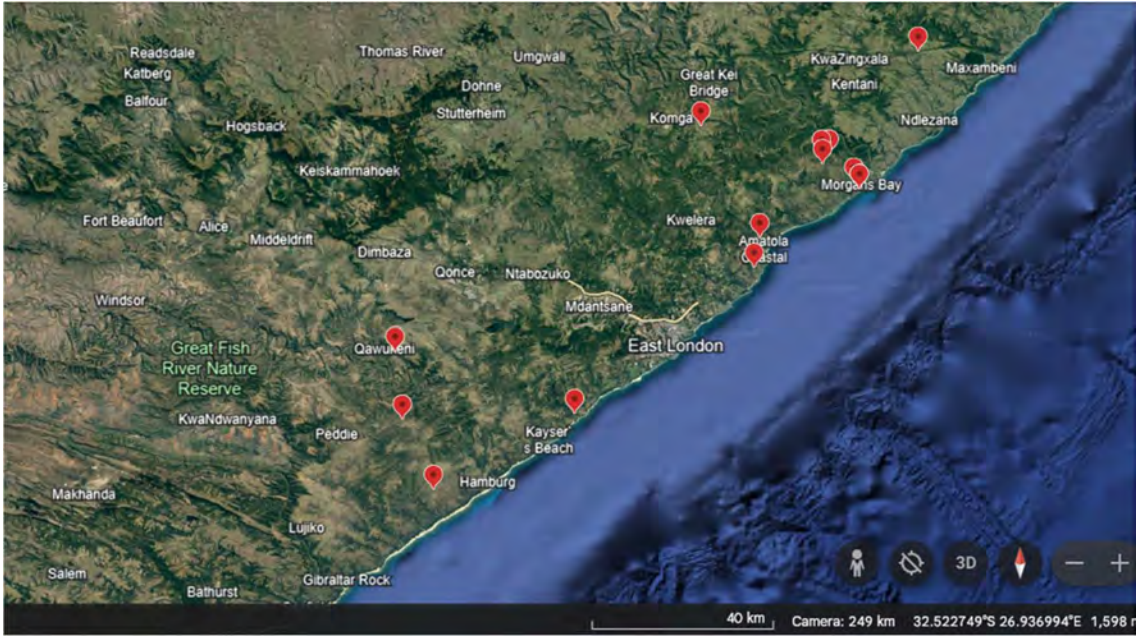 Readsdale
Thomas River
Umgwali
KwaZingxala
Maxambeni
Katberg
Great Kei
Bridge
Kentani
Balfour
Dohne
Stutterheim
Komga
Ndlezana
Hogsback
Keiskammahoek
Morgans Bay
Fort Beaufort
Alice
Middeldrift
Kwelera
Amatola
Coastal
Dimbaza
Qonce
Ntabozuko
Windsor
Mdantsane
Great Fish
River Nature
Reserve
Qawukeni
East London
KwaNdwanyana
Peddie
Kayser
's Beach
Makhanda
Hamburg
Lujiko
Salem
Bathurst
Gibraltar Rock
3D
40 km
Camera: 249 km
32.522749°S 26.936994°E
1,598